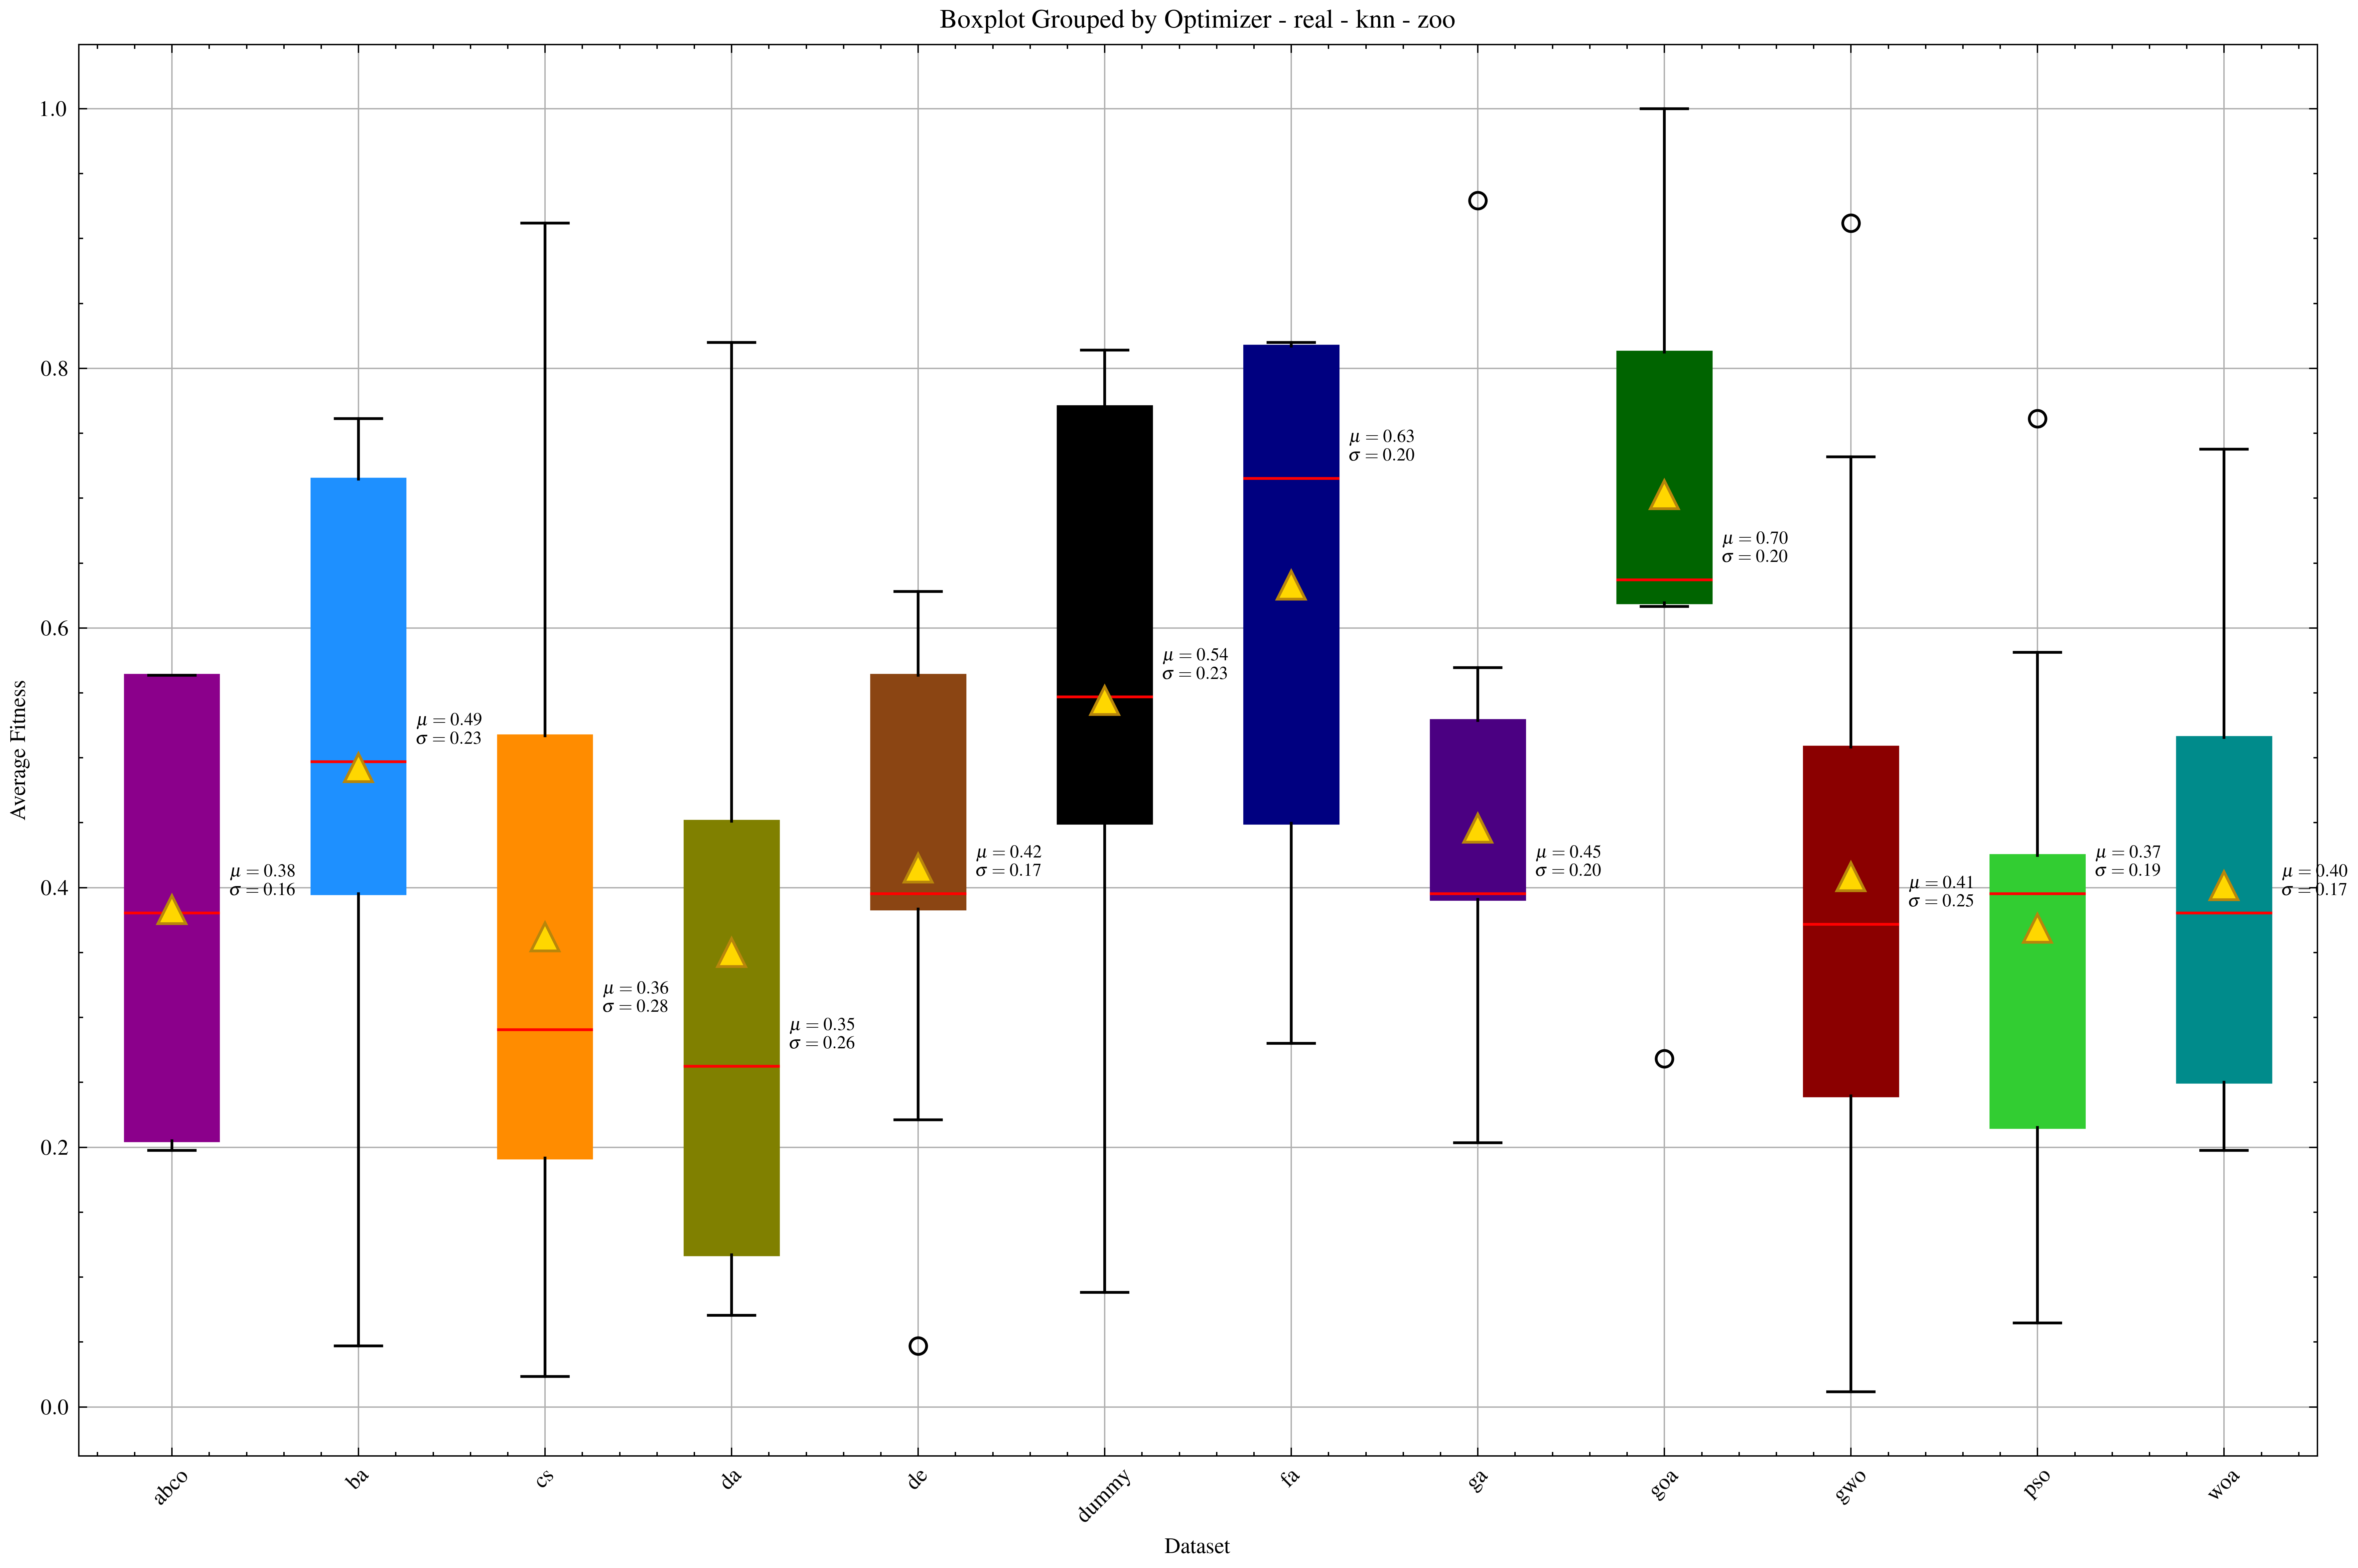 Boxplot Grouped by Optimizer - real - knn - zoo
Average Fitness
1.0
0.8
0.6
0.4
0.2
0.0
μ = 0.38
σ = 0.16
μ = 0.49
σ = 0.23
μ = 0.36
σ = 0.28
μ = 0.35
σ = 0.26
μ = 0.42
σ = 0.17
μ = 0.54
σ = 0.23
μ = 0.63
σ = 0.20
μ = 0.45
σ = 0.20
μ = 0.70
σ = 0.20
μ = 0.41
σ = 0.25
μ = 0.37
σ = 0.19
μ = 0.40
σ = 0.17
abco
ba
cs
da
de
dummy
fa
ga
goa
gwo
pso
woa
Dataset